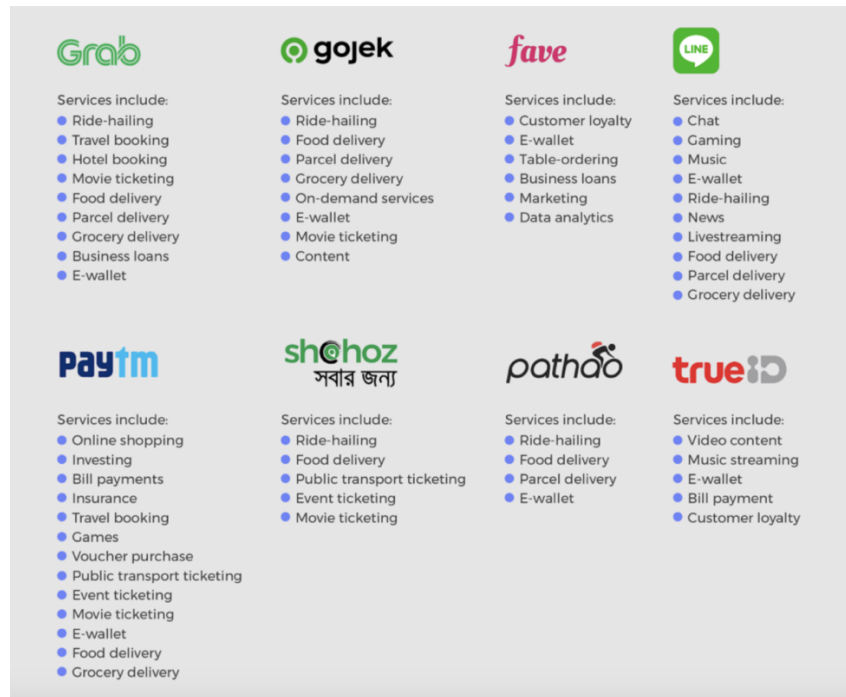 Grab
Services include:
Ride-hailing
Travel booking
Hotel booking
Movie ticketing
Food delivery
Parcel delivery
Grocery delivery
Business loans
E-wallet
gojek
Services include:
Ride-hailing
Food delivery
Parcel delivery
Grocery delivery
On-demand services
E-wallet
Movie ticketing
Content
fave
Services include:
Customer loyalty
E-wallet
Table-ordering
Business loans
Marketing
Data analytics
LINE
Services include:
Chat
Gaming
Music
E-wallet
Ride-hailing
News
Livestreaming
Food delivery
Parcel delivery
Grocery delivery
paytm
Services include:
Online shopping
Investing
Bill payments
Insurance
Travel booking
Games
Voucher purchase
Public transport ticketing
Event ticketing
Movie ticketing
E-wallet
Food delivery
Grocery delivery
shohoz
সবার জন্য
Services include:
Ride-hailing
Food delivery
Public transport ticketing
Event ticketing
Movie ticketing
pathao
Services include:
Ride-hailing
Food delivery
Parcel delivery
E-wallet
trueID
Services include:
Video content
Music streaming
E-wallet
Bill payment
Customer loyalty